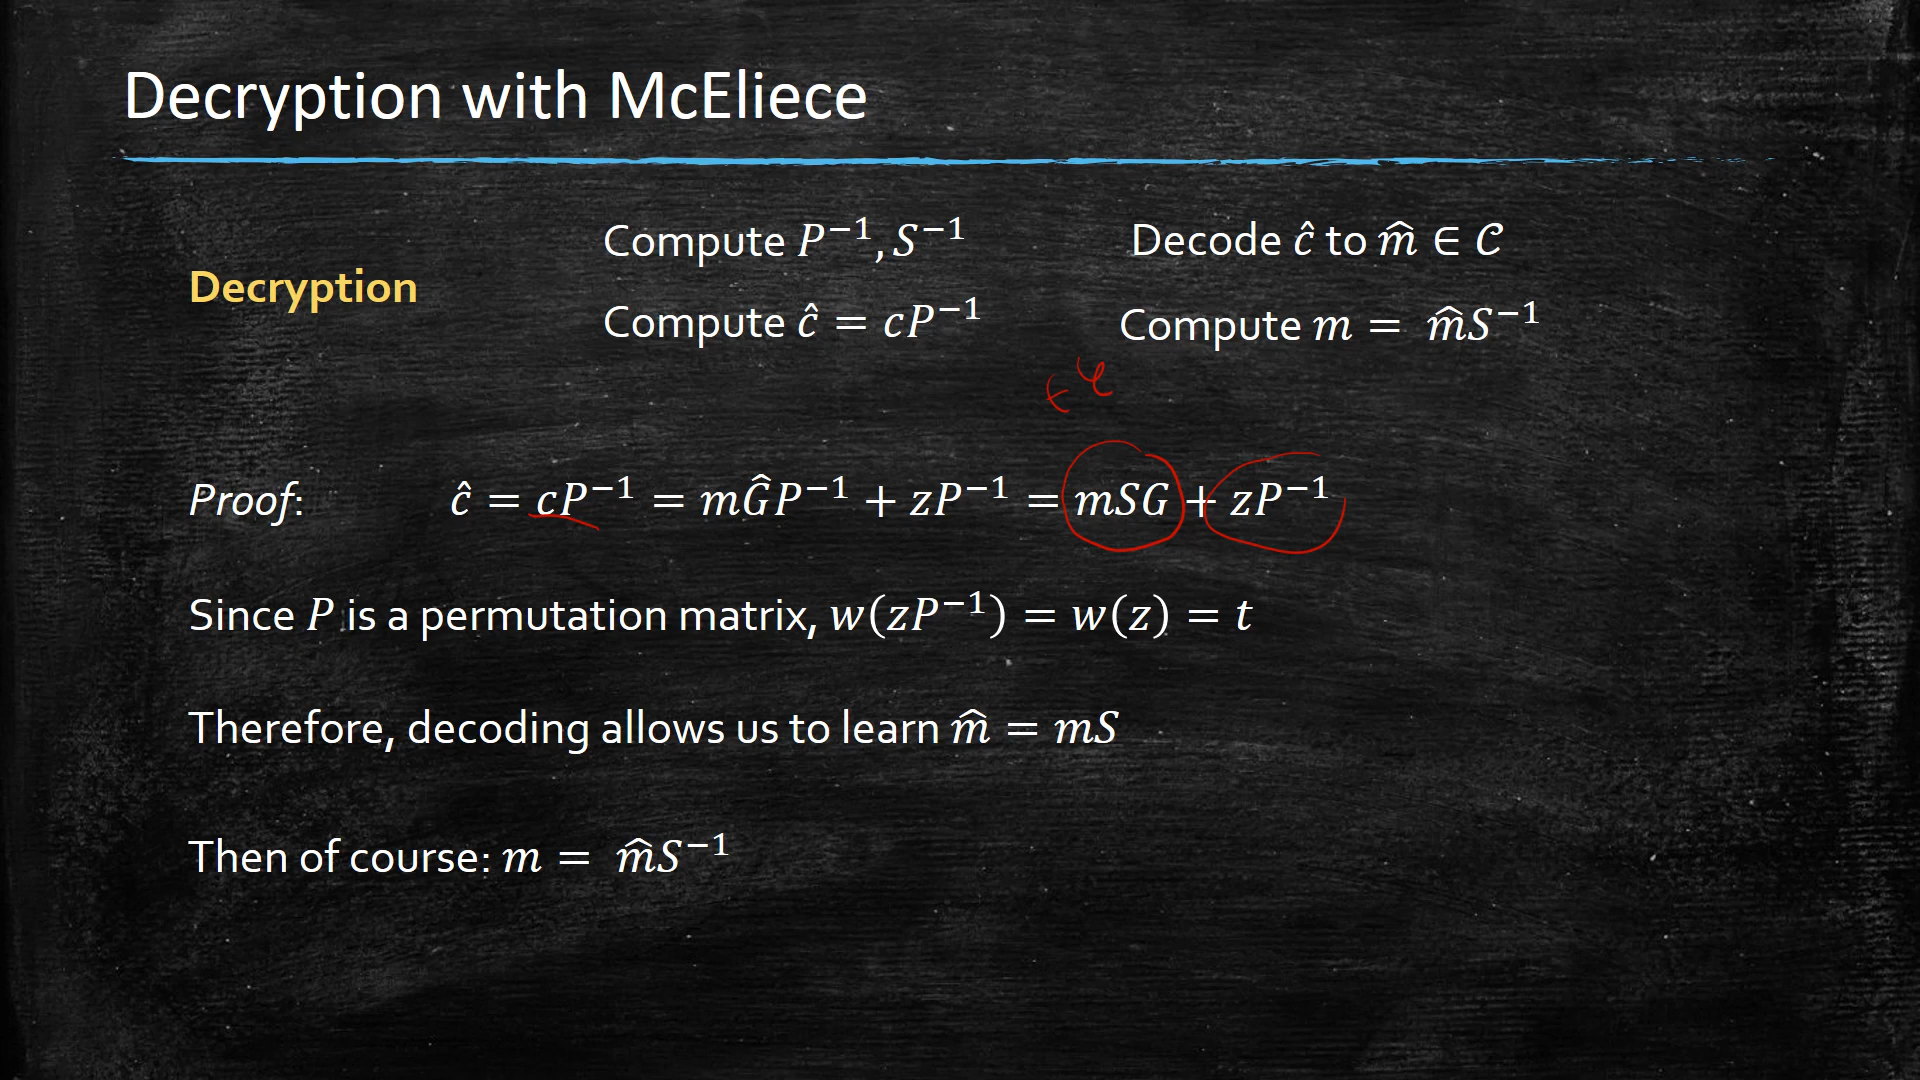 Decryption with McEliece
Decryption
Compute P⁻¹, S⁻¹
Compute ĉ = cP⁻¹
Decode ĉ to m̂ ∈ 𝒞
Compute m = m̂S⁻¹
∈ 𝒞
Proof: ĉ = cP⁻¹ = mĜP⁻¹ + zP⁻¹ = mSG + zP⁻¹
Since P is a permutation matrix, w(zP⁻¹) = w(z) = t
Therefore, decoding allows us to learn m̂ = mS
Then of course: m = m̂S⁻¹